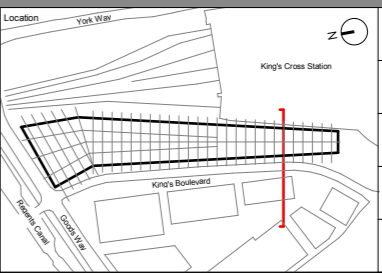 Location
York Way
N
King's Cross Station
King's Boulevard
Regents Canal
Goods Way